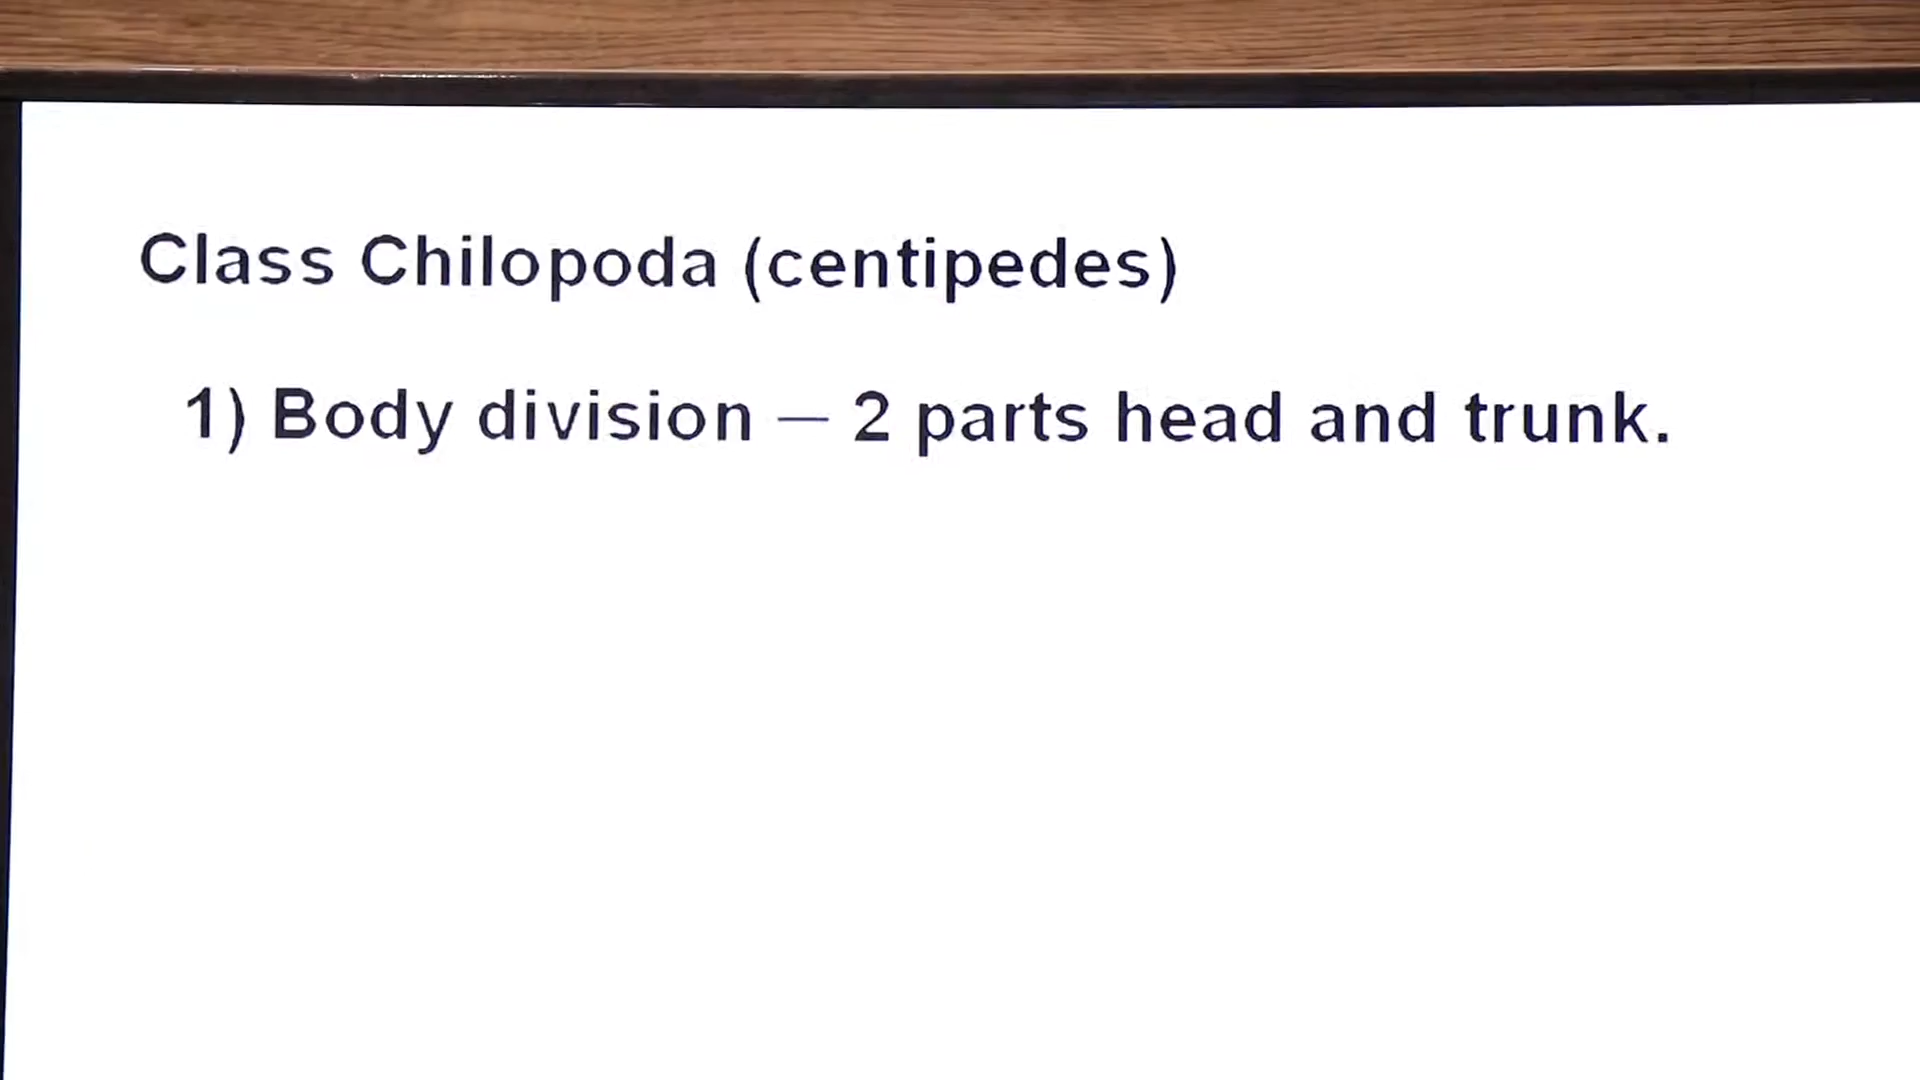 Class Chilopoda (centipedes)
1) Body division – 2 parts head and trunk.